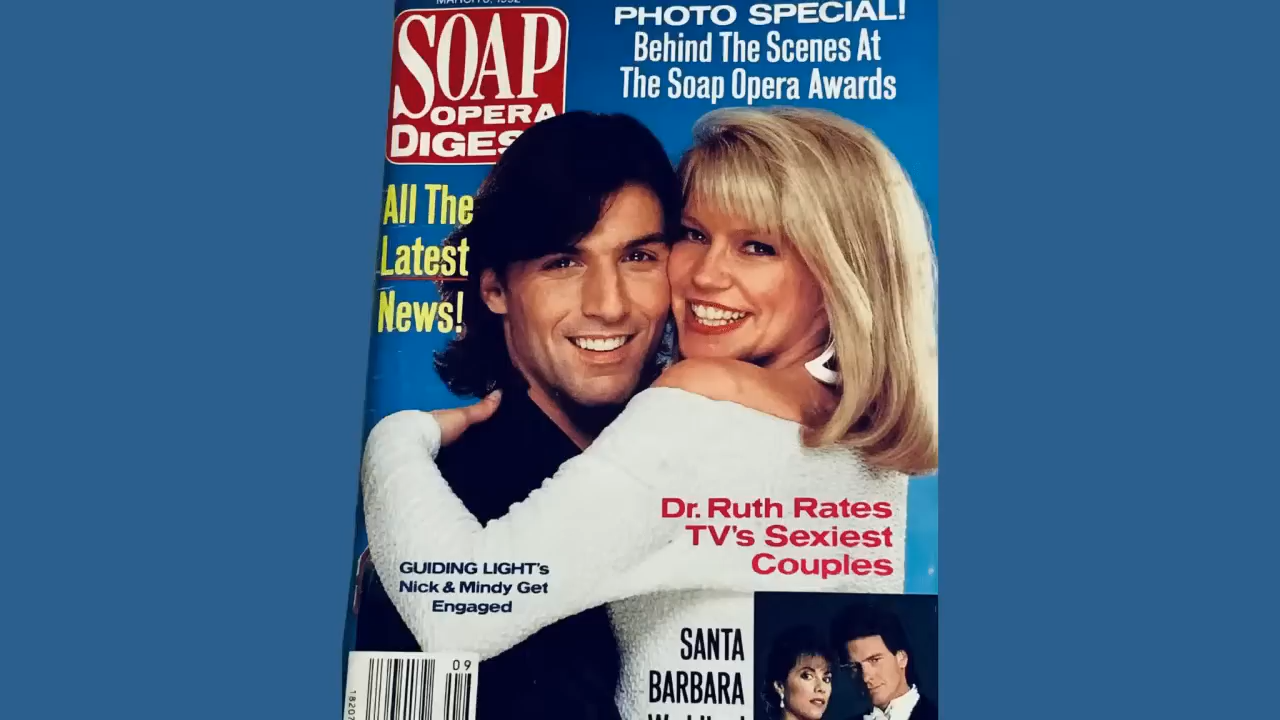 SOAP
OPERA
DIGES
PHOTO SPECIAL!
Behind The Scenes At
The Soap Opera Awards
All The
Latest
News!
Dr. Ruth Rates
TV's Sexiest
Couples
GUIDING LIGHT's
Nick & Mindy Get
Engaged
SANTA
BARBARA
09